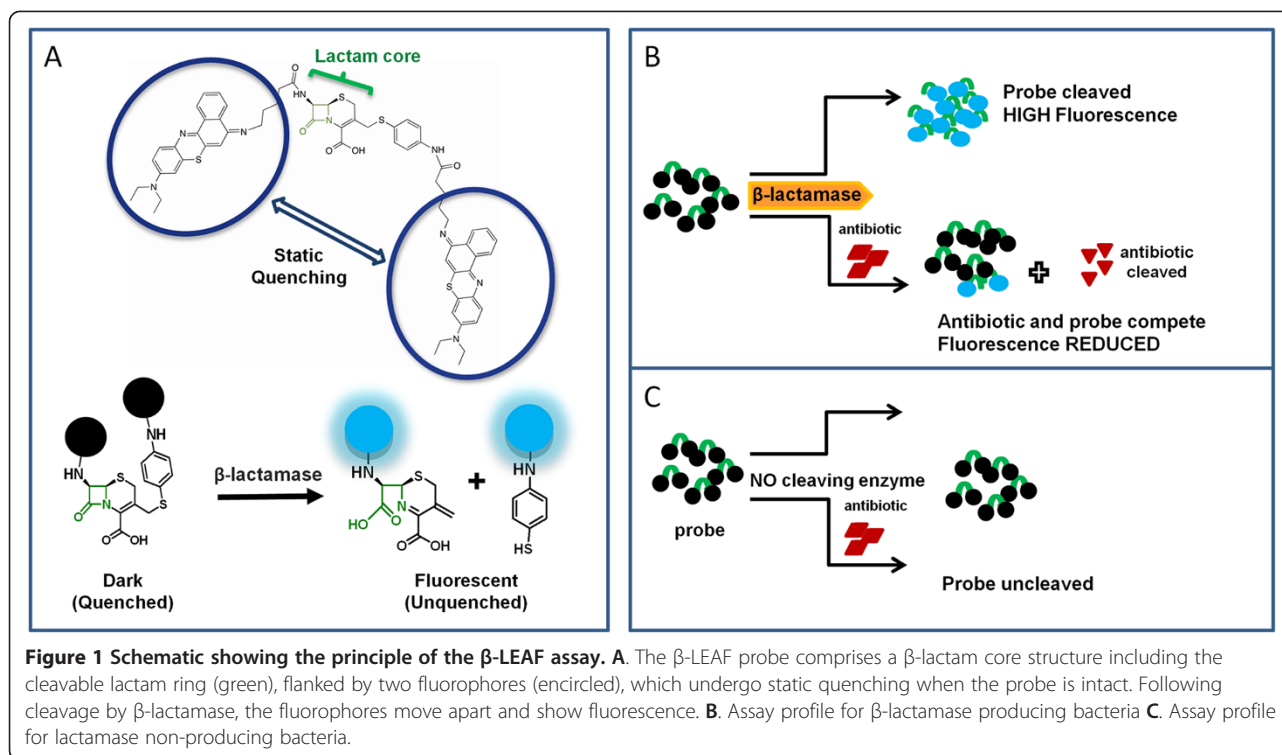 A
Lactam core
O
HN
S
N
O
N
S
N
N
S
O
OH
NH
O
Static
Quenching
N
S
N
N
NH
HN
S
S
N
O
O
OH
β-lactamase
HN
S
N
O
HO
O
OH
+
HN
HS
Dark
(Quenched)
Fluorescent
(Unquenched)
B
Probe cleaved
HIGH Fluorescence
β-lactamase
antibiotic
antibiotic
cleaved
Antibiotic and probe compete
Fluorescence REDUCED
C
NO cleaving enzyme
antibiotic
probe
Probe uncleaved
Figure 1 Schematic showing the principle of the β-LEAF assay. A. The β-LEAF probe comprises a β-lactam core structure including the
cleavable lactam ring (green), flanked by two fluorophores (encircled), which undergo static quenching when the probe is intact. Following
cleavage by β-lactamase, the fluorophores move apart and show fluorescence. B. Assay profile for β-lactamase producing bacteria C. Assay profile
for lactamase non-producing bacteria.